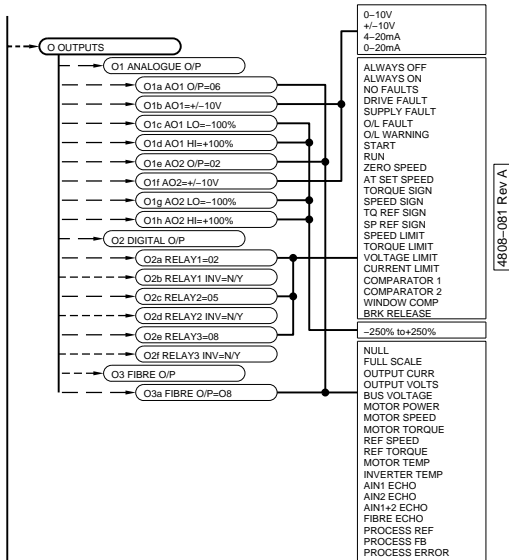 O OUTPUTS
O1 ANALOGUE O/P
O1a AO1 O/P=06
O1b AO1=+/−10V
O1c AO1 LO=−100%
O1d AO1 HI=+100%
O1e AO2 O/P=02
O1f AO2=+/−10V
O1g AO2 LO=−100%
O1h AO2 HI=+100%
O2 DIGITAL O/P
O2a RELAY1=02
O2b RELAY1 INV=N/Y
O2c RELAY2=05
O2d RELAY2 INV=N/Y
O2e RELAY3=08
O2f RELAY3 INV=N/Y
O3 FIBRE O/P
O3a FIBRE O/P=O8
0−10V
+/−10V
4−20mA
0−20mA
ALWAYS OFF
ALWAYS ON
NO FAULTS
DRIVE FAULT
SUPPLY FAULT
O/L FAULT
O/L WARNING
START
RUN
ZERO SPEED
AT SET SPEED
TORQUE SIGN
SPEED SIGN
TQ REF SIGN
SP REF SIGN
SPEED LIMIT
TORQUE LIMIT
VOLTAGE LIMIT
CURRENT LIMIT
COMPARATOR 1
COMPARATOR 2
WINDOW COMP
BRK RELEASE
−250% to+250%
NULL
FULL SCALE
OUTPUT CURR
OUTPUT VOLTS
BUS VOLTAGE
MOTOR POWER
MOTOR SPEED
MOTOR TORQUE
REF SPEED
REF TORQUE
MOTOR TEMP
INVERTER TEMP
AIN1 ECHO
AIN2 ECHO
AIN1+2 ECHO
FIBRE ECHO
PROCESS REF
PROCESS FB
PROCESS ERROR
4808−081 Rev A